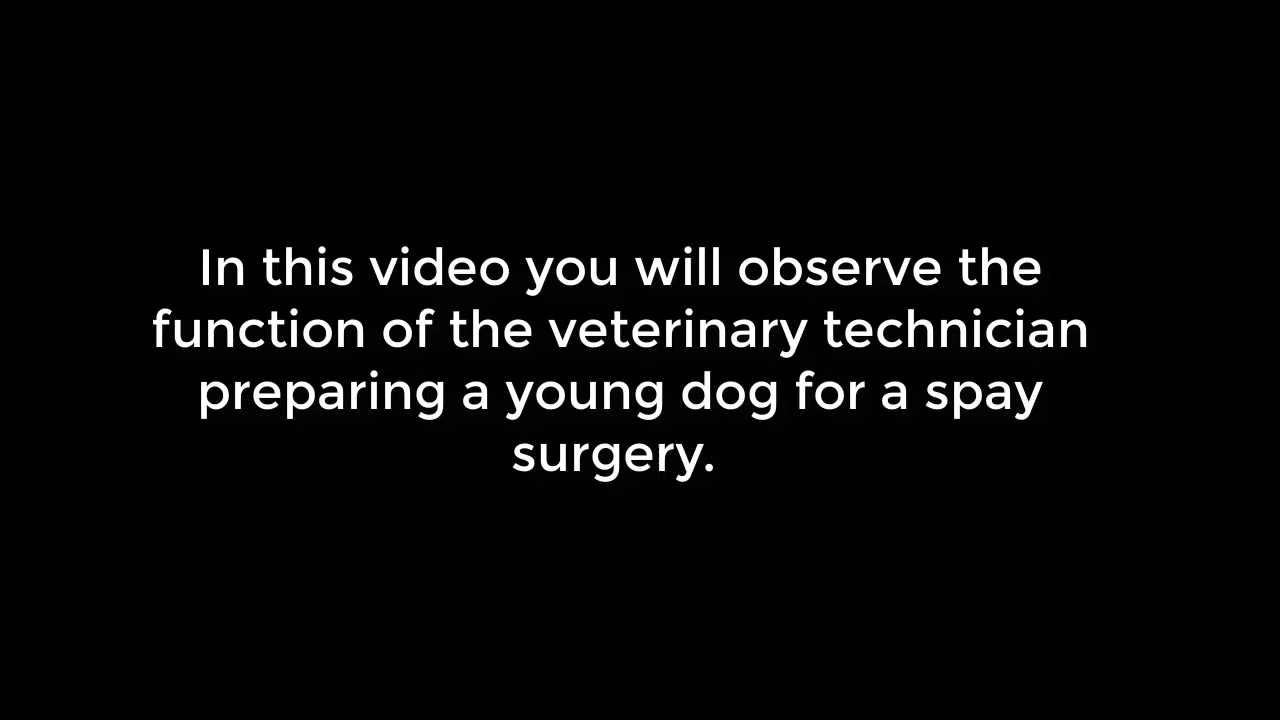 In this video you will observe the
function of the veterinary technician
preparing a young dog for a spay
surgery.